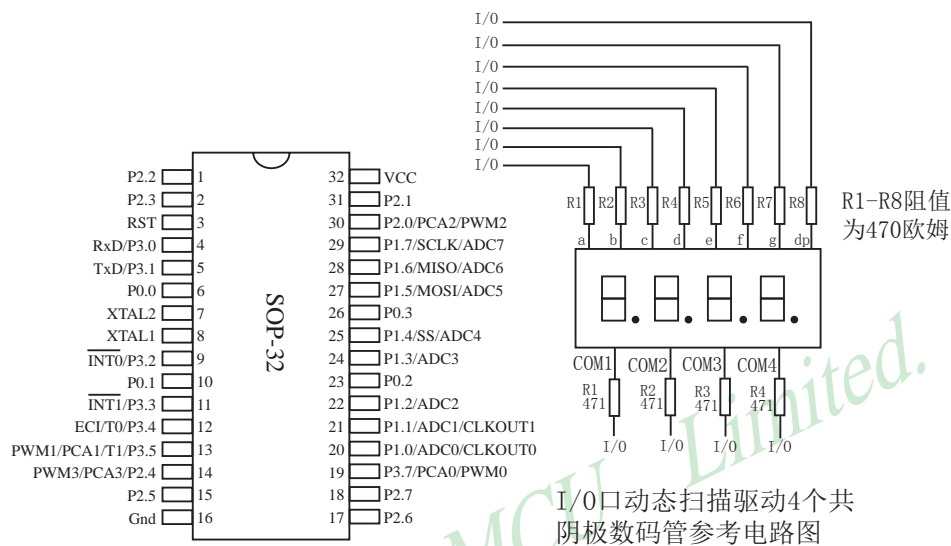 P2.2 1
P2.3 2
RST 3
RxD/P3.0 4
TxD/P3.1 5
P0.0 6
XTAL2 7
XTAL1 8
INT0/P3.2 9
P0.1 10
INT1/P3.3 11
ECI/T0/P3.4 12
PWM1/PCA1/T1/P3.5 13
PWM3/PCA3/P2.4 14
P2.5 15
Gnd 16
SOP-32
32 VCC
31 P2.1
30 P2.0/PCA2/PWM2
29 P1.7/SCLK/ADC7
28 P1.6/MISO/ADC6
27 P1.5/MOSI/ADC5
26 P0.3
25 P1.4/SS/ADC4
24 P1.3/ADC3
23 P0.2
22 P1.2/ADC2
21 P1.1/ADC1/CLKOUT1
20 P1.0/ADC0/CLKOUT0
19 P3.7/PCA0/PWM0
18 P2.7
17 P2.6
I/O
I/O
I/O
I/O
I/O
I/O
I/O
I/O
R1 R2 R3 R4 R5 R6 R7 R8
R1-R8阻值
为470欧姆
a b c d e f g dp
COM1 COM2 COM3 COM4
R1 R2 R3 R4
471 471 471 471
I/O I/O I/O I/O
I/O口动态扫描驱动4个共
阴极数码管参考电路图
MCU Limited.